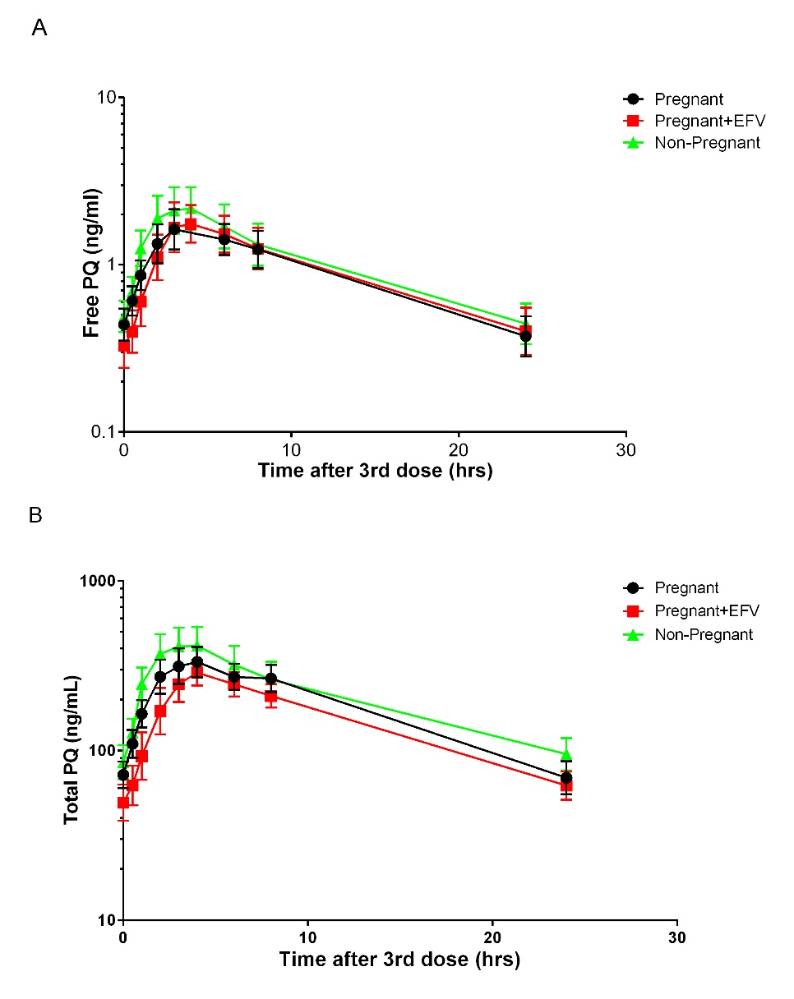 A
Pregnant
Pregnant+EFV
Non-Pregnant
10
1
0.1
Free PQ (ng/ml)
0 10 20 30
Time after 3rd dose (hrs)
B
Pregnant
Pregnant+EFV
Non-Pregnant
1000
100
10
Total PQ (ng/mL)
0 10 20 30
Time after 3rd dose (hrs)